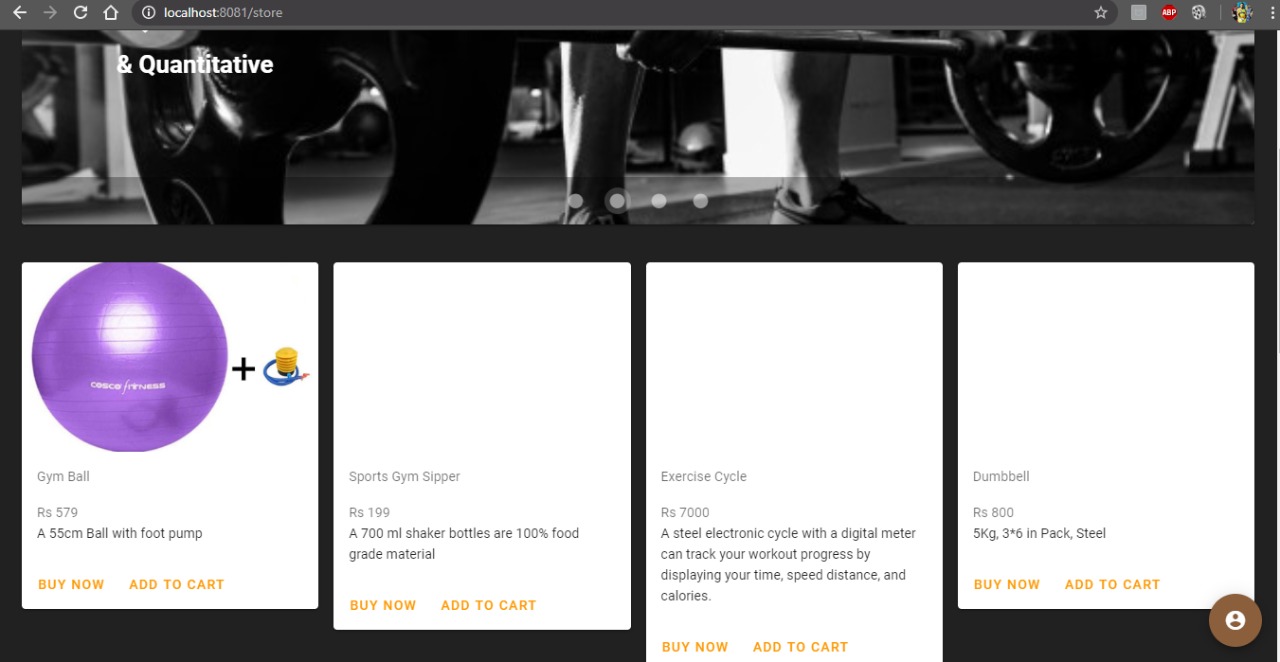 localhost:8081/store
ABP
& Quantitative
COSCO FITNESS
+
Gym Ball
Rs 579
A 55cm Ball with foot pump
BUY NOW ADD TO CART
Sports Gym Sipper
Rs 199
A 700 ml shaker bottles are 100% food
grade material
BUY NOW ADD TO CART
Exercise Cycle
Rs 7000
A steel electronic cycle with a digital meter
can track your workout progress by
displaying your time, speed distance, and
calories.
BUY NOW ADD TO CART
Dumbbell
Rs 800
5Kg, 3*6 in Pack, Steel
BUY NOW ADD TO CART